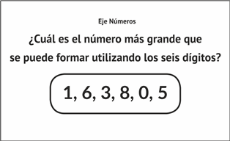 Eje Números
¿Cuál es el número más grande que
se puede formar utilizando los seis dígitos?
1, 6, 3, 8, 0, 5